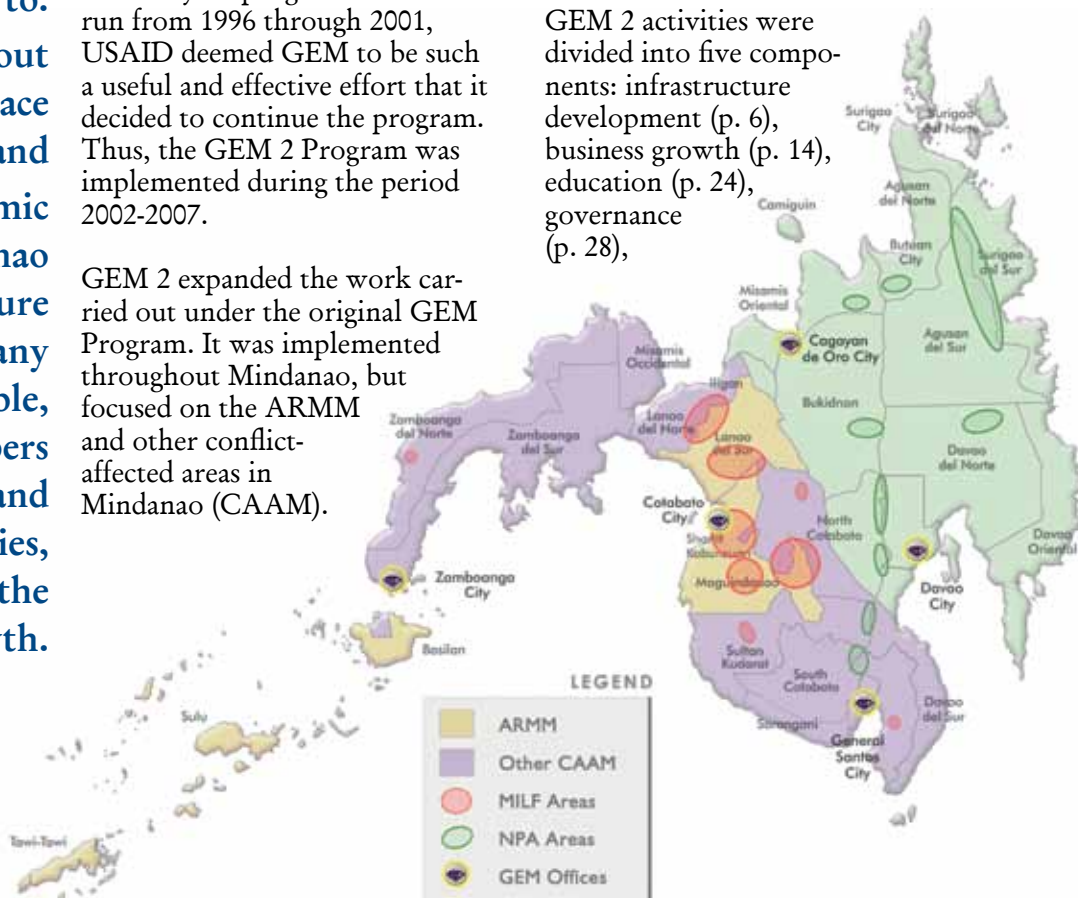 to.
out
ace
and
mic
nao
ure
any
ple,
bers
and
ies,
the
th.
run from 1996 through 2001,
USAID deemed GEM to be such
a useful and effective effort that it
decided to continue the program.
Thus, the GEM 2 Program was
implemented during the period
2002-2007.
GEM 2 expanded the work car-
ried out under the original GEM
Program. It was implemented
throughout Mindanao, but
focused on the ARMM
and other conflict-
affected areas in
Mindanao (CAAM).
GEM 2 activities were
divided into five compo-
nents: infrastructure
development (p. 6),
business growth (p. 14),
education (p. 24),
governance
(p. 28),
Surigao
City
Surigao
del Norte
Agusan
del Norte
Camiguin
Butuan
City
Surigao
del Sur
Misamis
Oriental
Cagayan
de Oro City
Agusan
del Sur
Misamis
Occidental
Iligan
Bukidnon
Lanao
del Norte
Zamboanga
del Norte
Zamboanga
del Sur
Lanao
del Sur
Davao
del Norte
Cotabato
City
North
Cotabato
Shariff
Kabunsuan
Davao
Oriental
Maguindanao
Davao
City
Zamboanga
City
Basilan
Sultan
Kudarat
South
Cotabato
Sarangani
Davao
del Sur
General
Santos
City
Sulu
Tawi-Tawi
LEGEND
ARMM
Other CAAM
MILF Areas
NPA Areas
GEM Offices